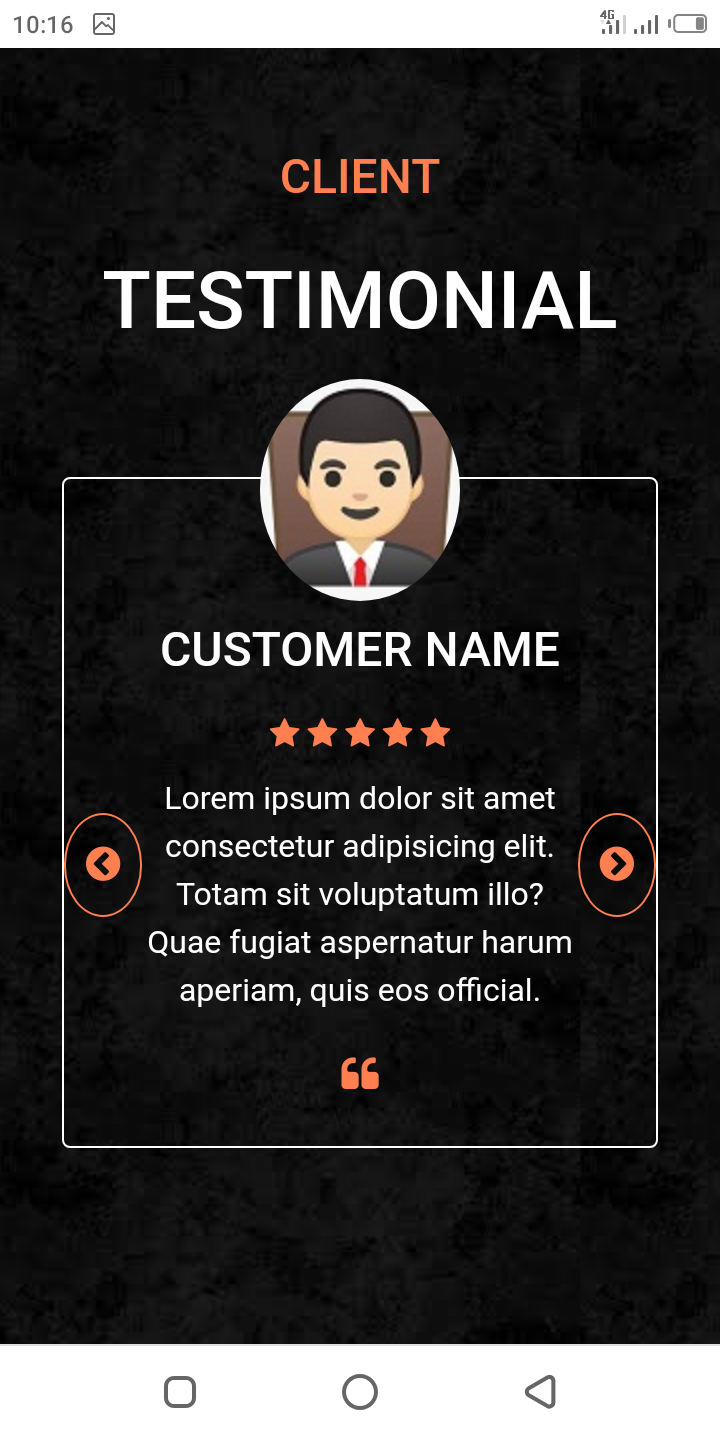 10:16
4G
CLIENT
TESTIMONIAL
CUSTOMER NAME
Lorem ipsum dolor sit amet
consectetur adipisicing elit.
Totam sit voluptatum illo?
Quae fugiat aspernatur harum
aperiam, quis eos official.